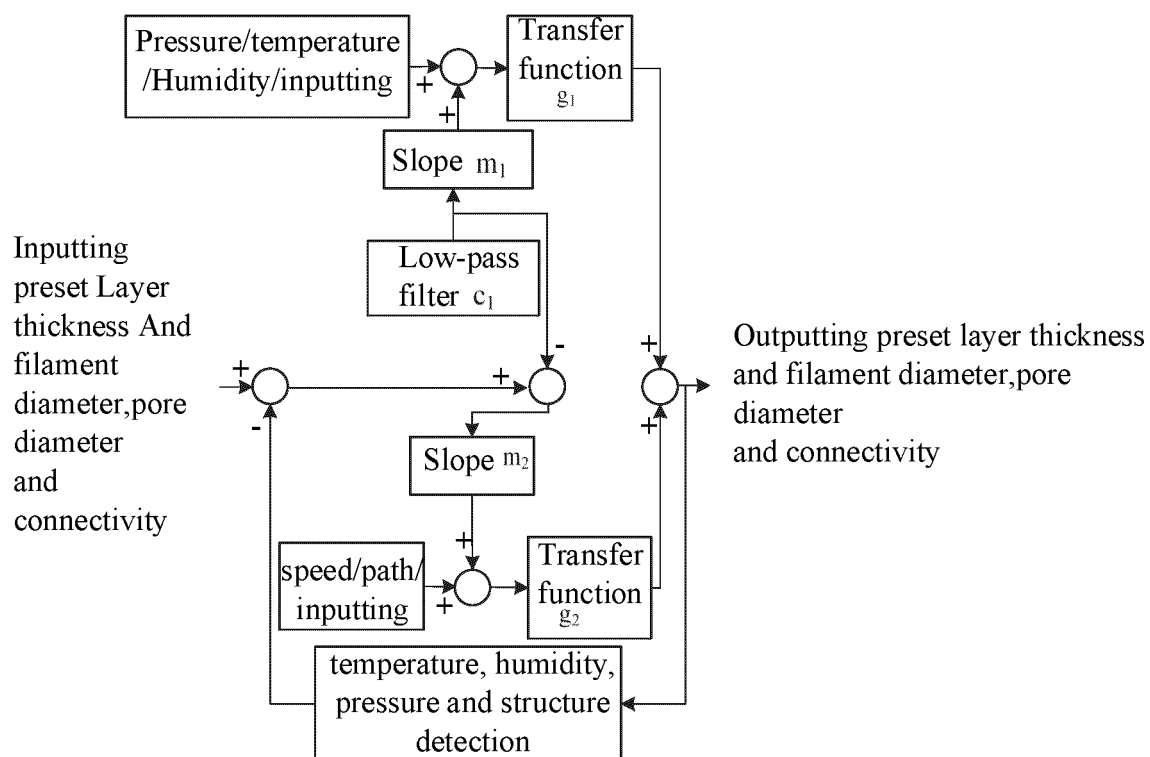 Pressure/temperature
/Humidity/inputting
+
+
Transfer
function
g1
Slope m1
Low-pass
filter c1
Inputting
preset Layer
thickness And
filament
diameter,pore
diameter
and
connectivity
+
-
+
-
+
+
Outputting preset layer thickness
and filament diameter,pore
diameter
and connectivity
Slope m2
+
speed/path/
inputting
+
Transfer
function
g2
temperature, humidity,
pressure and structure
detection